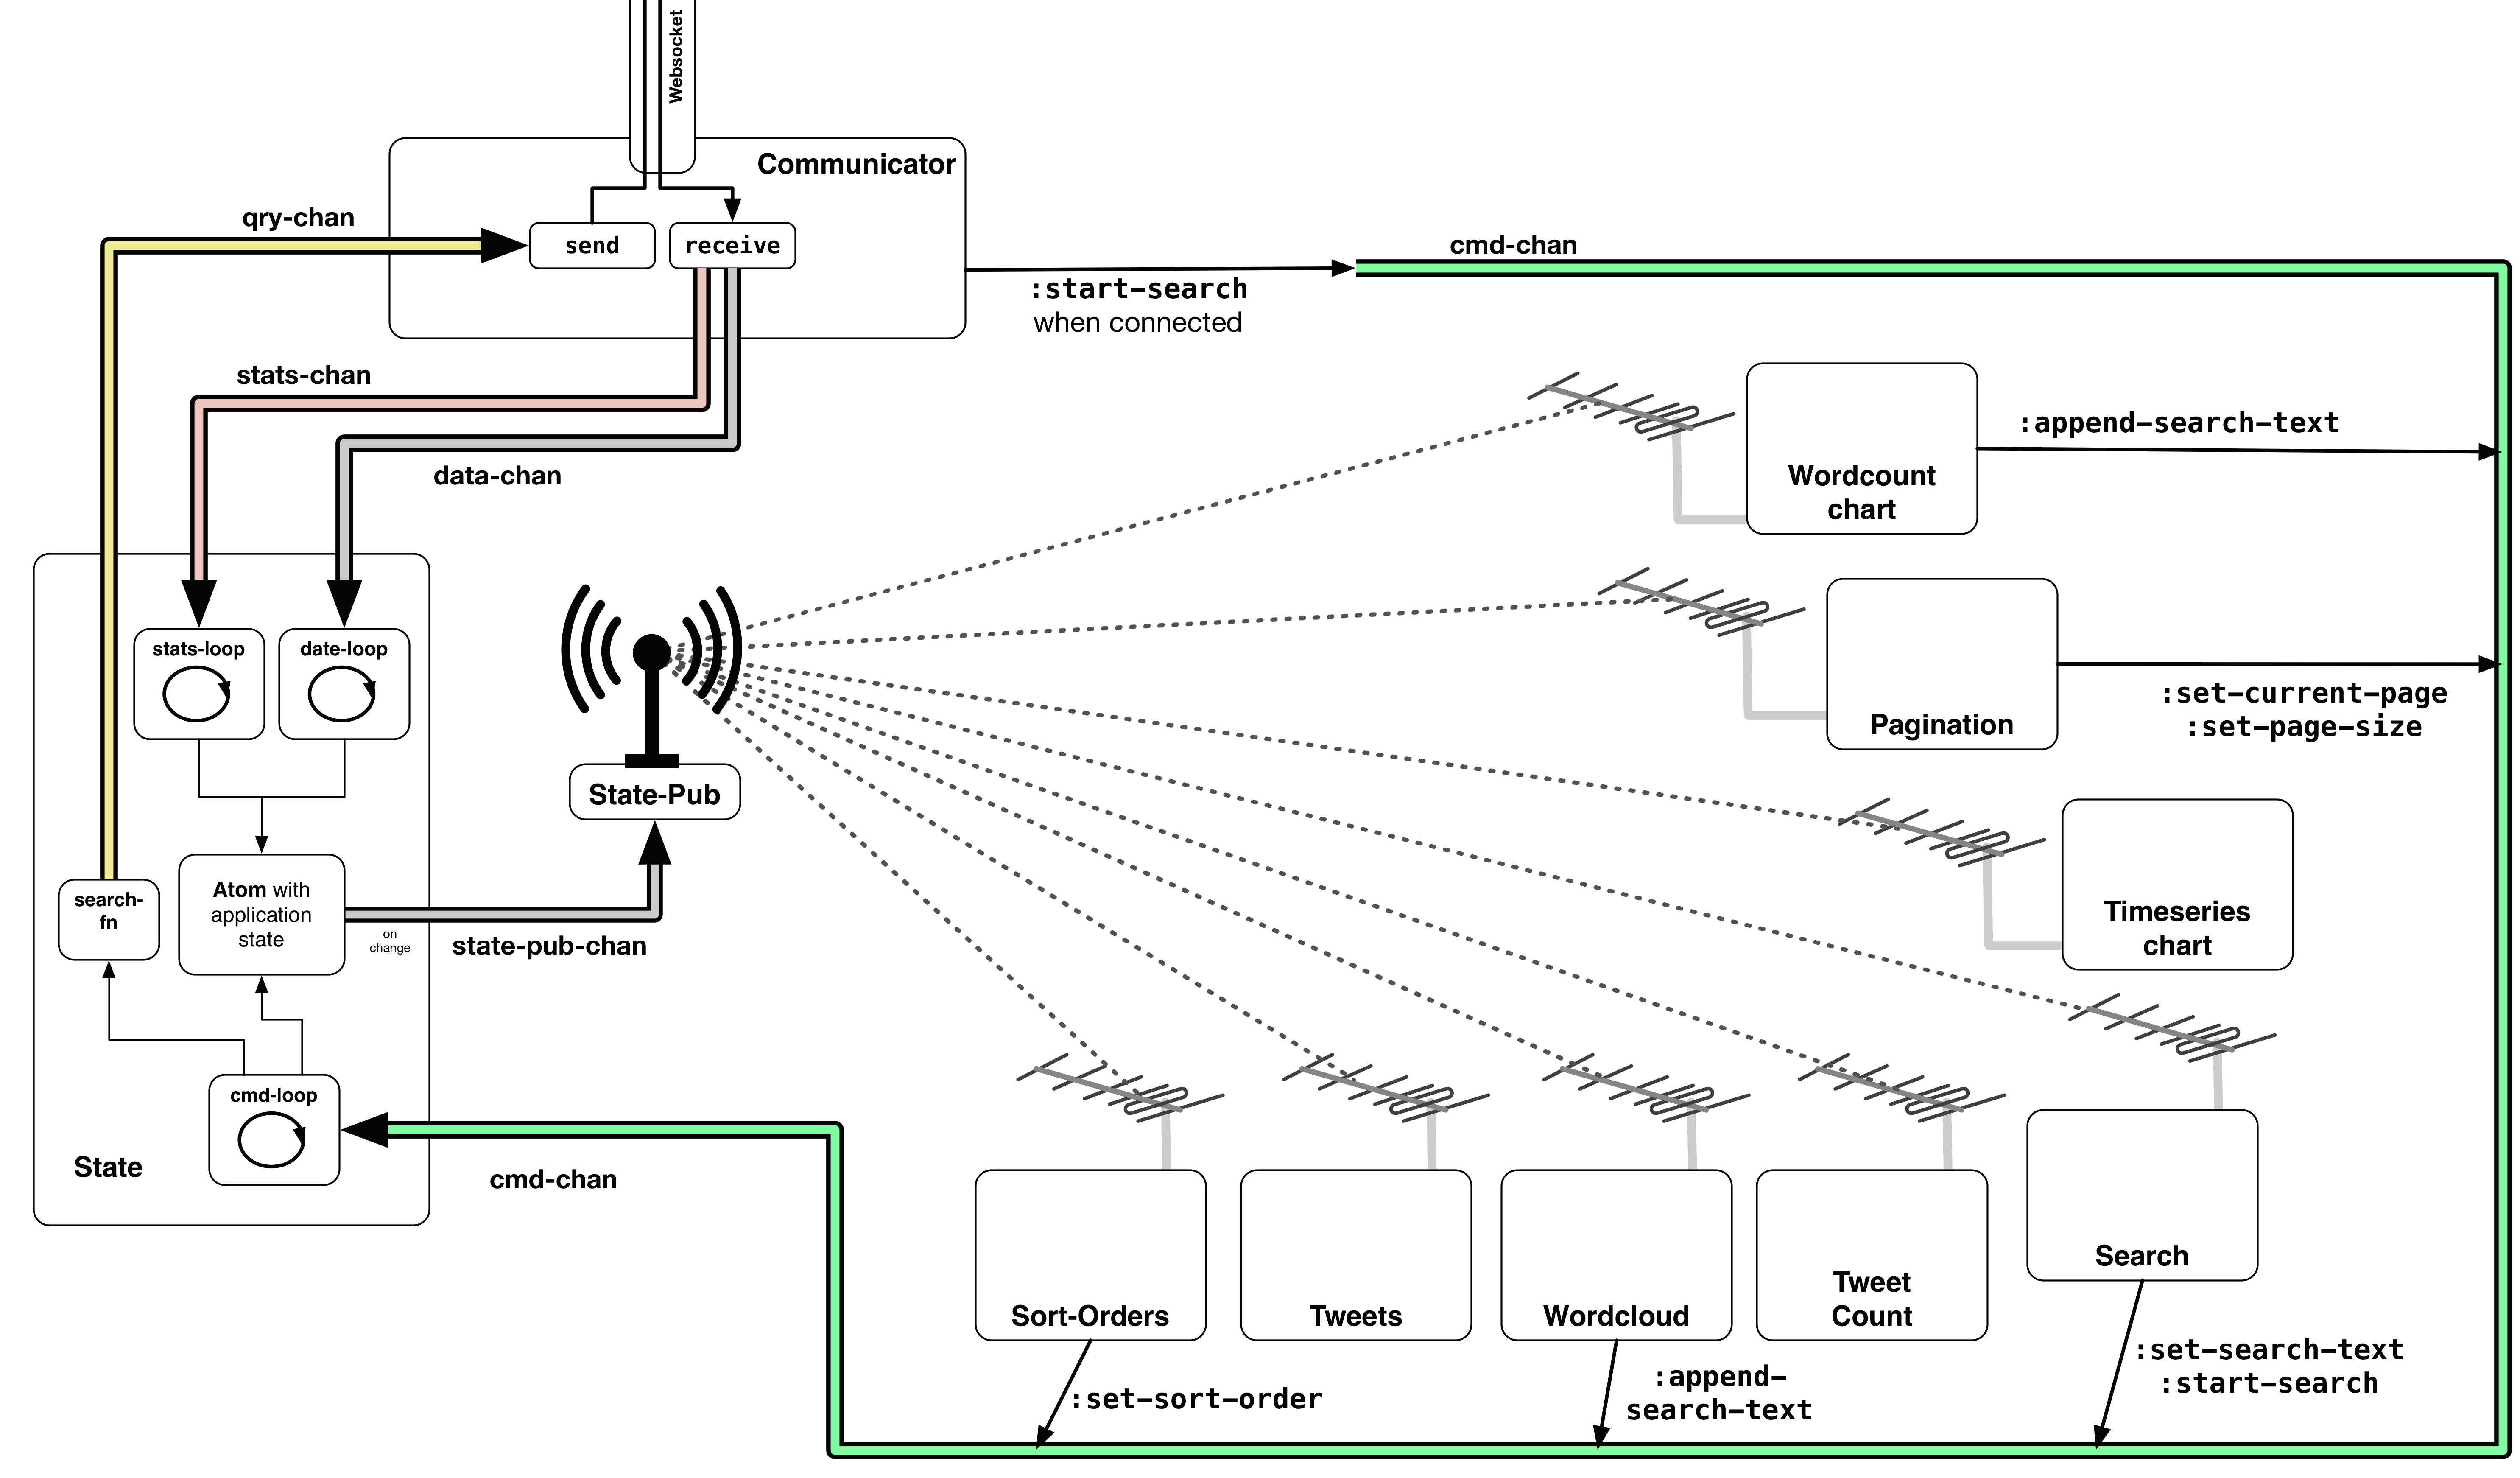 Websocket
Communicator
qry-chan
send
receive
cmd-chan
:start-search
when connected
stats-chan
data-chan
Wordcount
chart
:append-search-text
stats-loop
date-loop
State-Pub
Pagination
:set-current-page
:set-page-size
search-
fn
Atom with
application
state
on
change
state-pub-chan
Timeseries
chart
cmd-loop
State
cmd-chan
Sort-Orders
Tweets
Wordcloud
Tweet
Count
Search
:set-sort-order
:append-
search-text
:set-search-text
:start-search